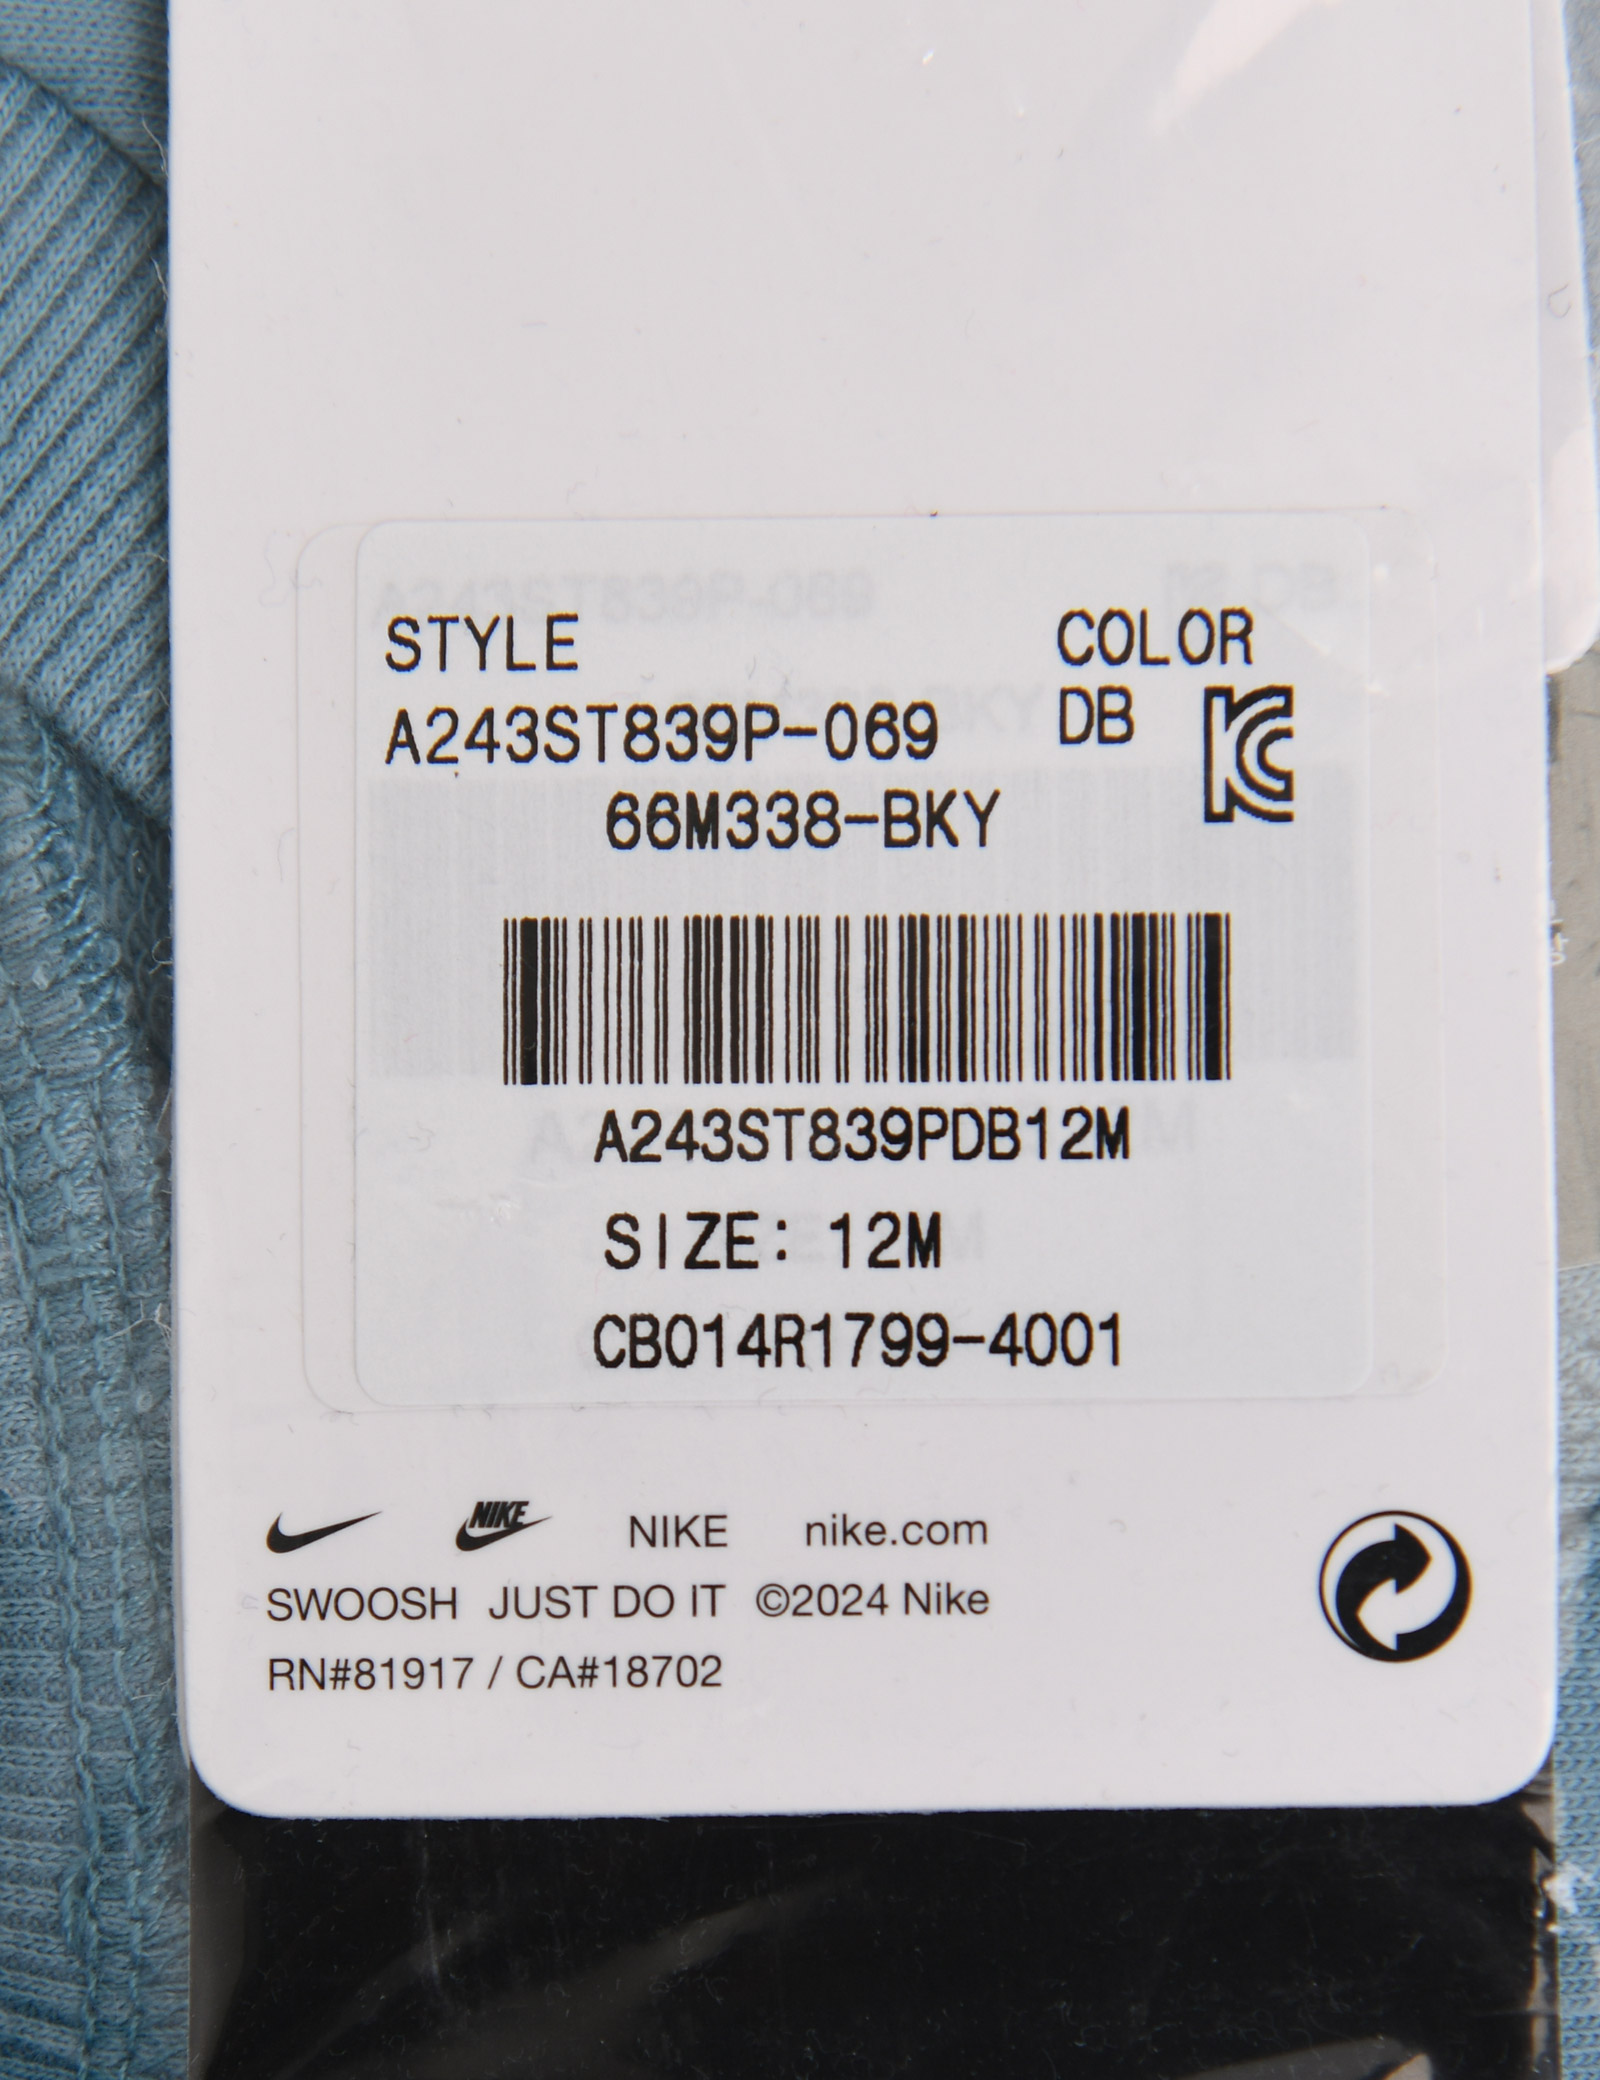 STYLE COLOR
A243ST839P-069 DB
66M338-BKY
A243ST839PDB12M
SIZE: 12M
CB014R1799-4001
NIKE NIKE nike.com
SWOOSH JUST DO IT ©2024 Nike
RN#81917 / CA#18702